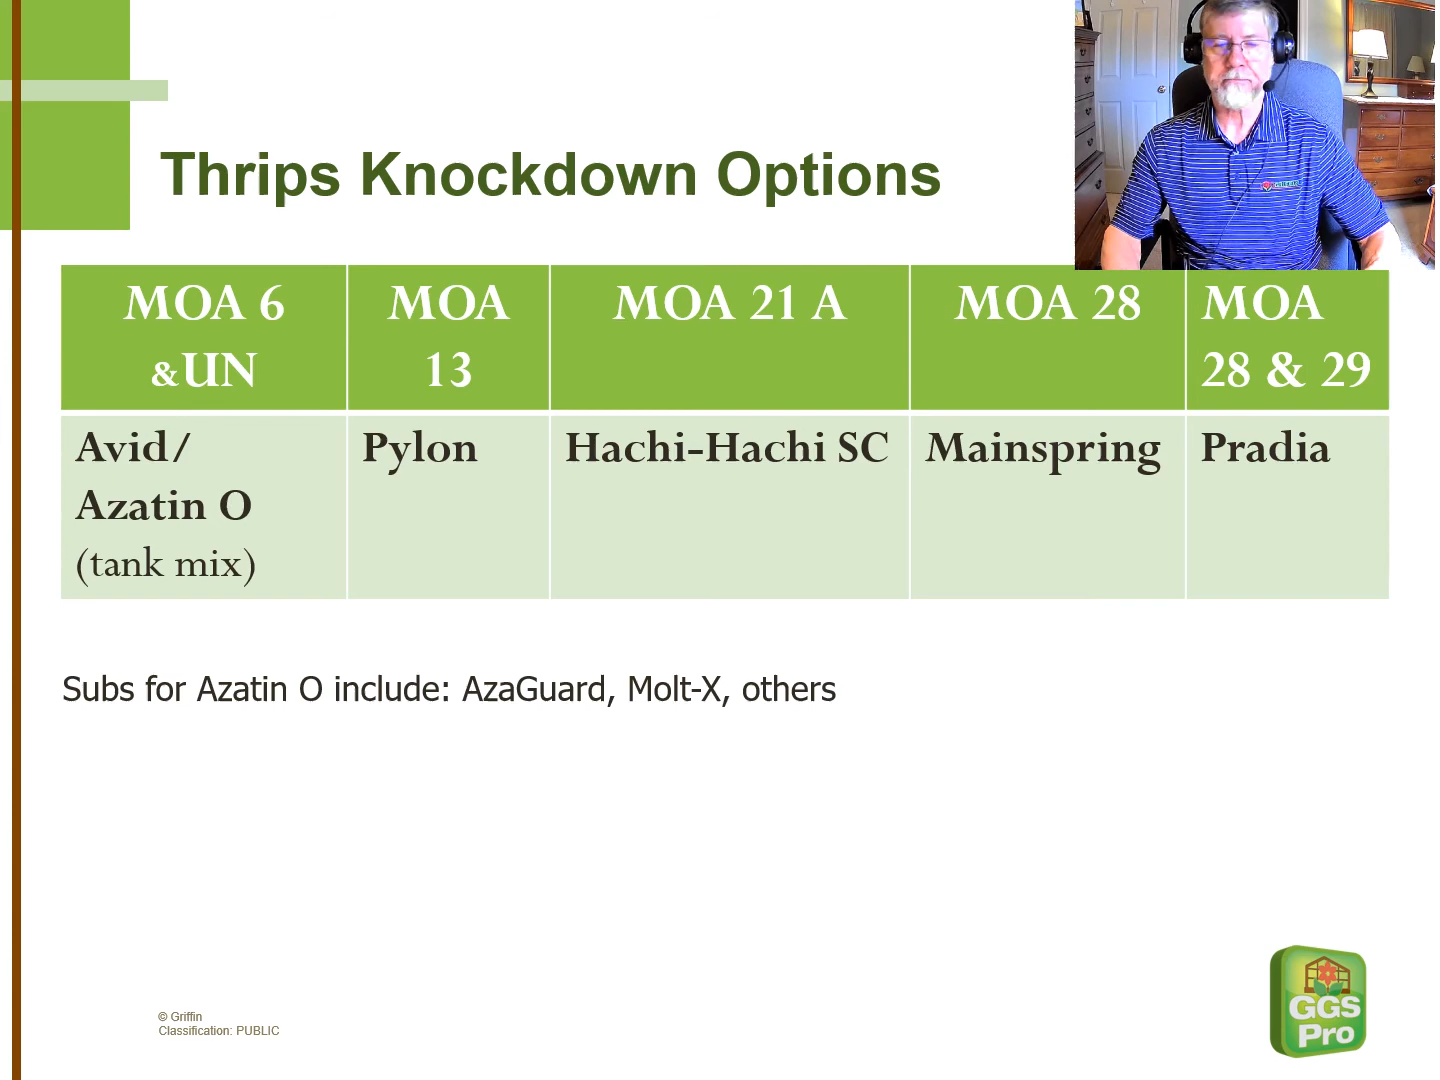 Thrips Knockdown Options
MOA 6
&UN
MOA
13
MOA 21 A
MOA 28
MOA
28 & 29
Avid/
Azatin O
(tank mix)
Pylon
Hachi-Hachi SC
Mainspring
Pradia
Subs for Azatin O include: AzaGuard, Molt-X, others
© Griffin
Classification: PUBLIC
GGS
Pro